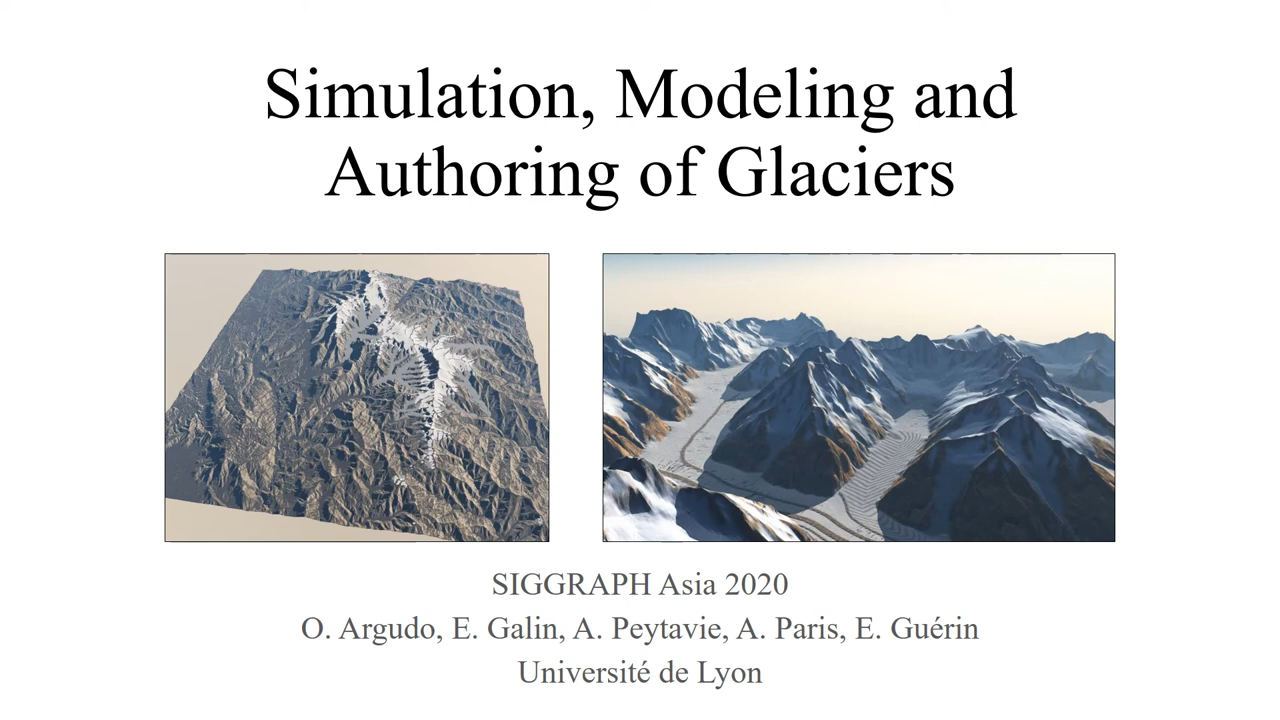 Simulation, Modeling and
Authoring of Glaciers
SIGGRAPH Asia 2020
O. Argudo, E. Galin, A. Peytavie, A. Paris, E. Guérin
Université de Lyon